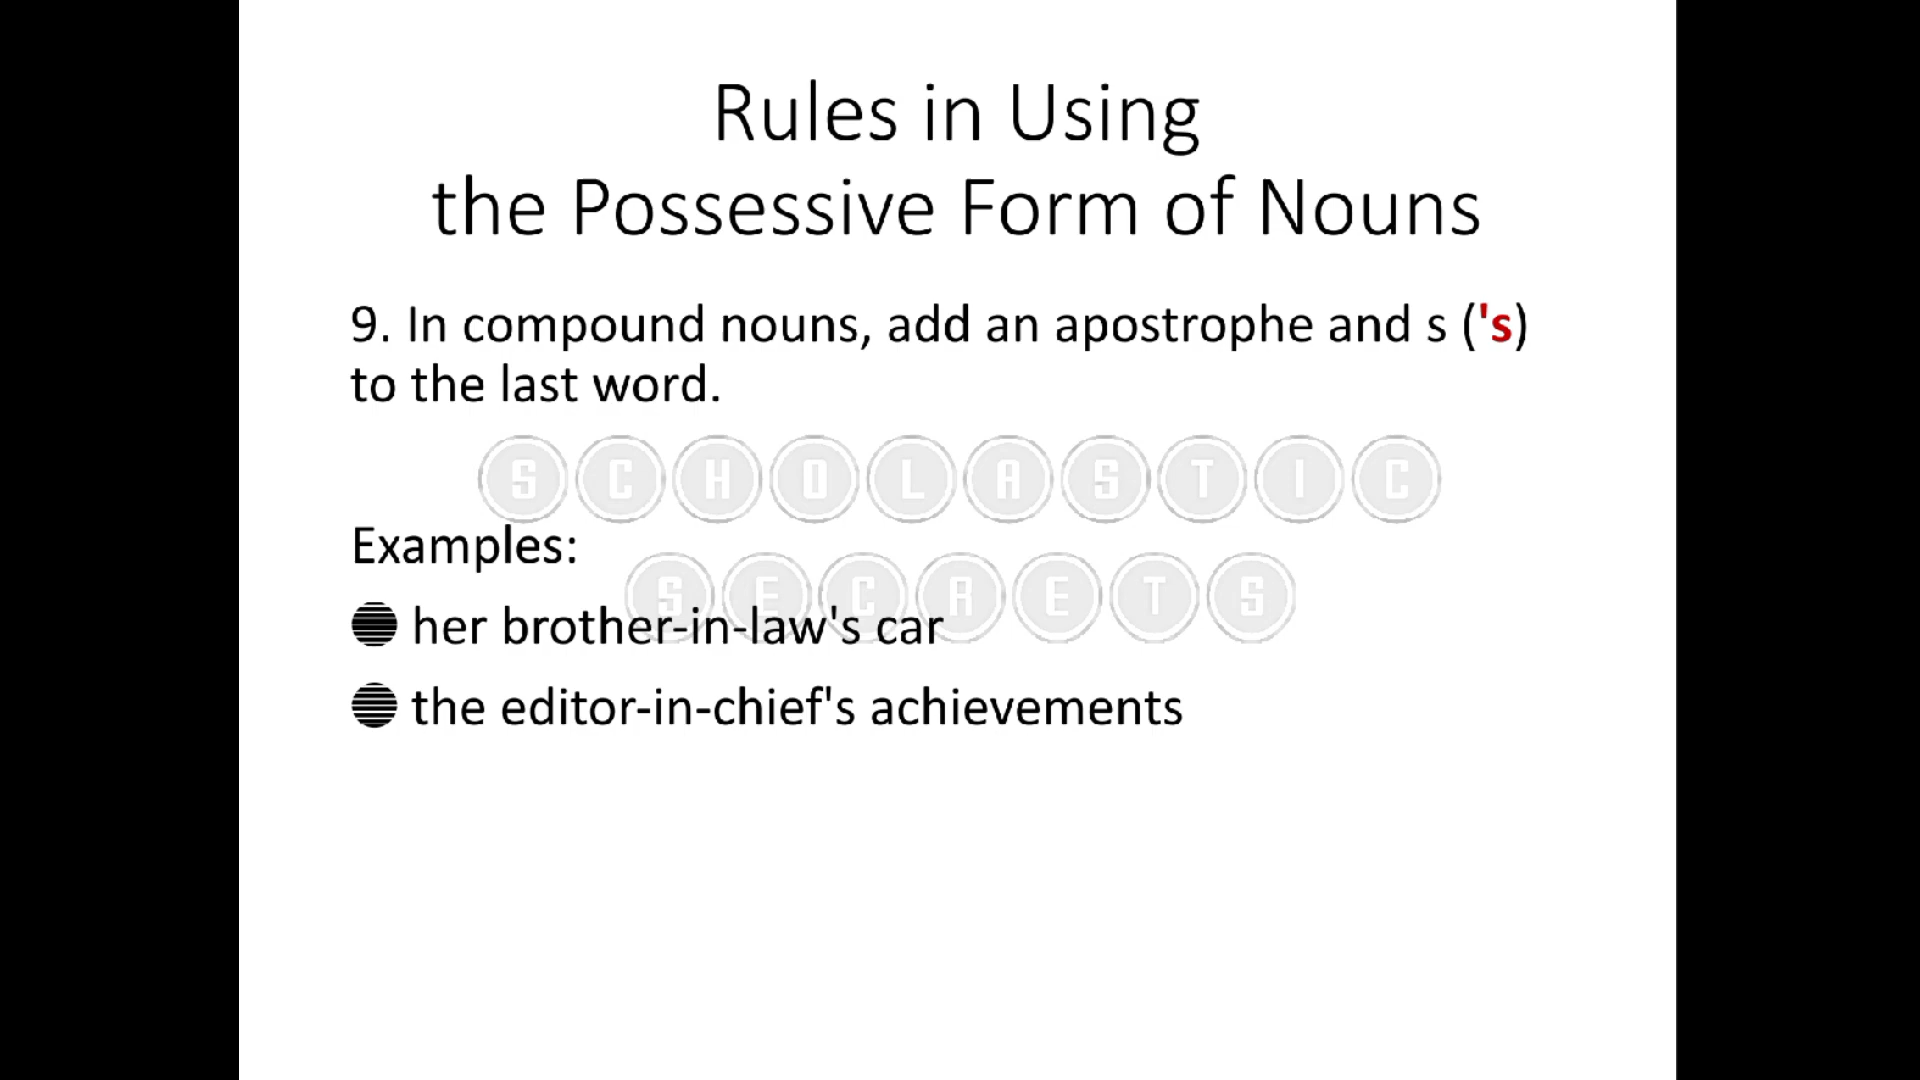 Rules in Using
the Possessive Form of Nouns
9. In compound nouns, add an apostrophe and s ('s)
to the last word.
SCHOLASTIC
Examples:
SECRETS
her brother-in-law's car
the editor-in-chief's achievements